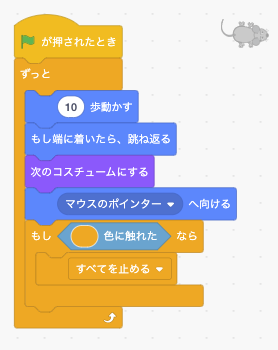 が押されたとき
ずっと
10 歩動かす
もし端に着いたら、跳ね返る
次のコスチュームにする
マウスのポインター へ向ける
もし 色に触れた なら
すべてを止める